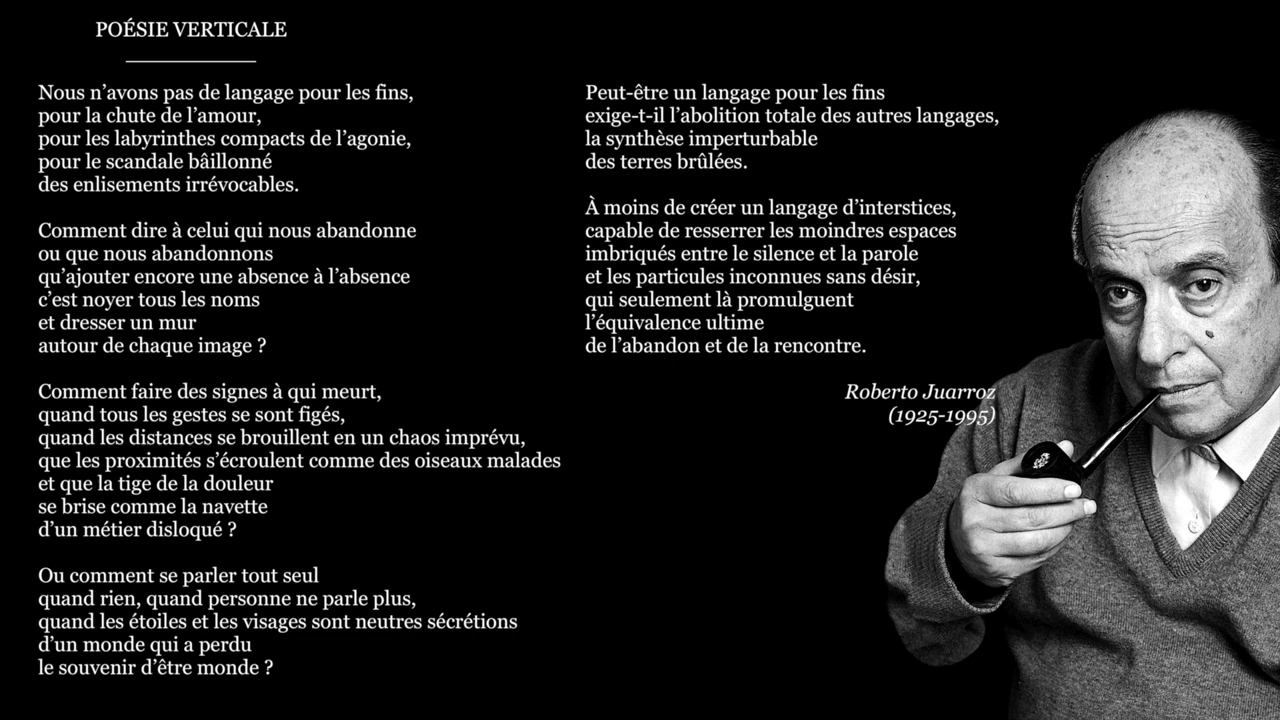 POÉSIE VERTICALE
Nous n’avons pas de langage pour les fins,
pour la chute de l’amour,
pour les labyrinthes compacts de l’agonie,
pour le scandale bâillonné
des enlisements irrévocables.
Comment dire à celui qui nous abandonne
ou que nous abandonnons
qu’ajouter encore une absence à l’absence
c’est noyer tous les noms
et dresser un mur
autour de chaque image ?
Comment faire des signes à qui meurt,
quand tous les gestes se sont figés,
quand les distances se brouillent en un chaos imprévu,
que les proximités s’écroulent comme des oiseaux malades
et que la tige de la douleur
se brise comme la navette
d’un métier disloqué ?
Ou comment se parler tout seul
quand rien, quand personne ne parle plus,
quand les étoiles et les visages sont neutres sécrétions
d’un monde qui a perdu
le souvenir d’être monde ?
Peut-être un langage pour les fins
exige-t-il l’abolition totale des autres langages,
la synthèse imperturbable
des terres brûlées.
À moins de créer un langage d’interstices,
capable de resserrer les moindres espaces
imbriqués entre le silence et la parole
et les particules inconnues sans désir,
qui seulement là promulguent
l’équivalence ultime
de l’abandon et de la rencontre.
Roberto Juarroz
(1925-1995)